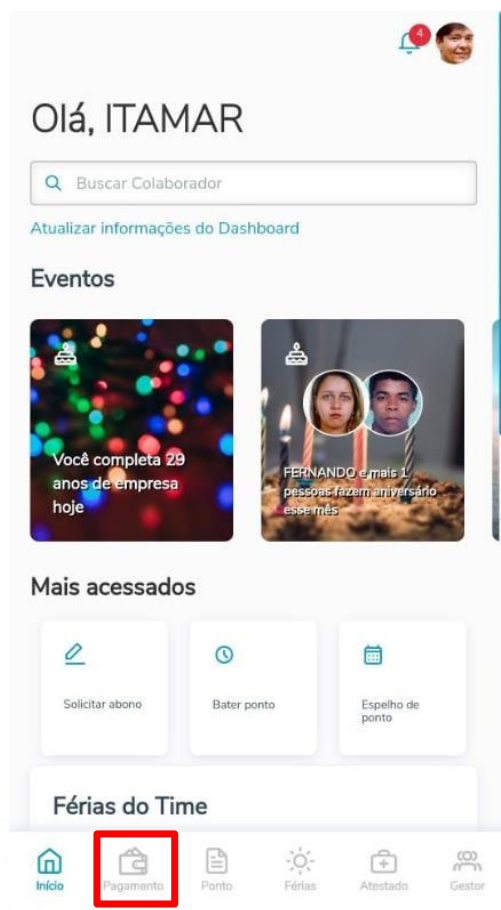 4
Olá, ITAMAR
Buscar Colaborador
Atualizar informações do Dashboard
Eventos
Você completa 29
anos de empresa
hoje
FERNANDO e mais 1
pessoas fazem aniversário
esse mês
Mais acessados
Solicitar abono
Bater ponto
Espelho de
ponto
Férias do Time
Início
Pagamento
Ponto
Férias
Atestado
Gestor